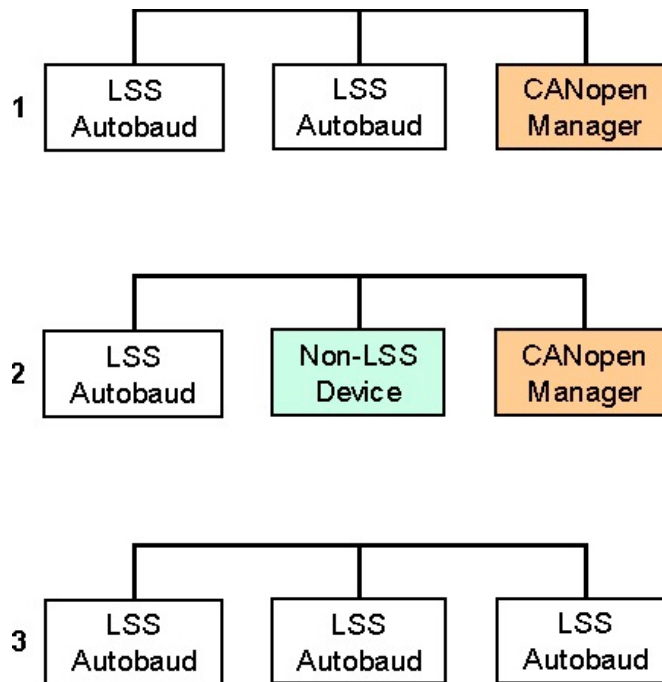 1
LSS
Autobaud
LSS
Autobaud
CANopen
Manager
2
LSS
Autobaud
Non-LSS
Device
CANopen
Manager
3
LSS
Autobaud
LSS
Autobaud
LSS
Autobaud